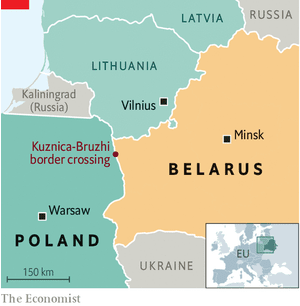 LATVIA
RUSSIA
LITHUANIA
Kaliningrad
(Russia)
Vilnius
Kuznica-Bruzhi
border crossing
Minsk
BELARUS
Warsaw
POLAND
EU
UKRAINE
150 km
The Economist